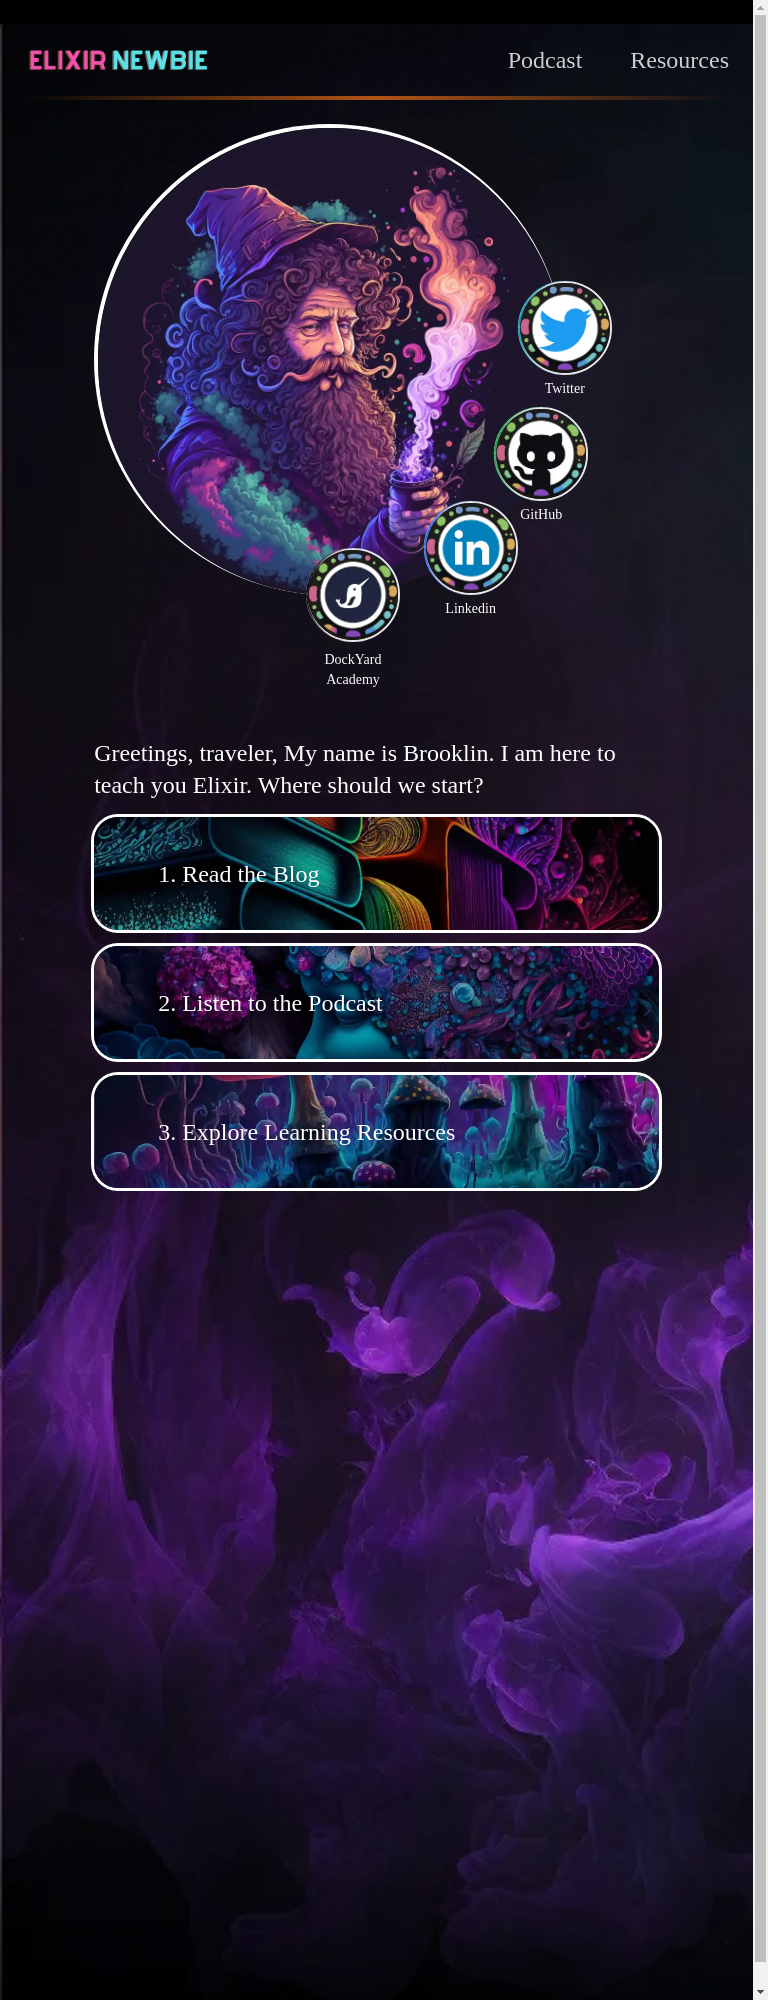 ELIXIR NEWBIE
Podcast
Resources
Twitter
GitHub
in
Linkedin
DockYard
Academy
Greetings, traveler, My name is Brooklin. I am here to
teach you Elixir. Where should we start?
1. Read the Blog
2. Listen to the Podcast
3. Explore Learning Resources